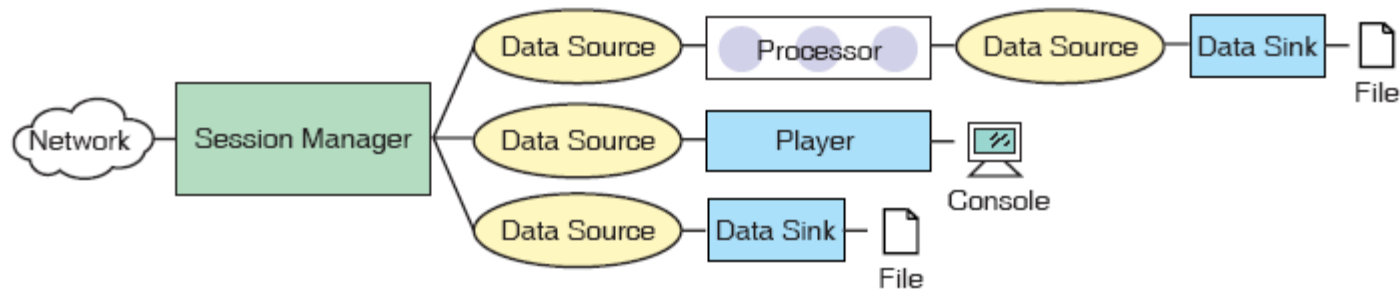 Data Source
Processor
Data Source
Data Sink
File
Network
Session Manager
Data Source
Player
Console
Data Source
Data Sink
File